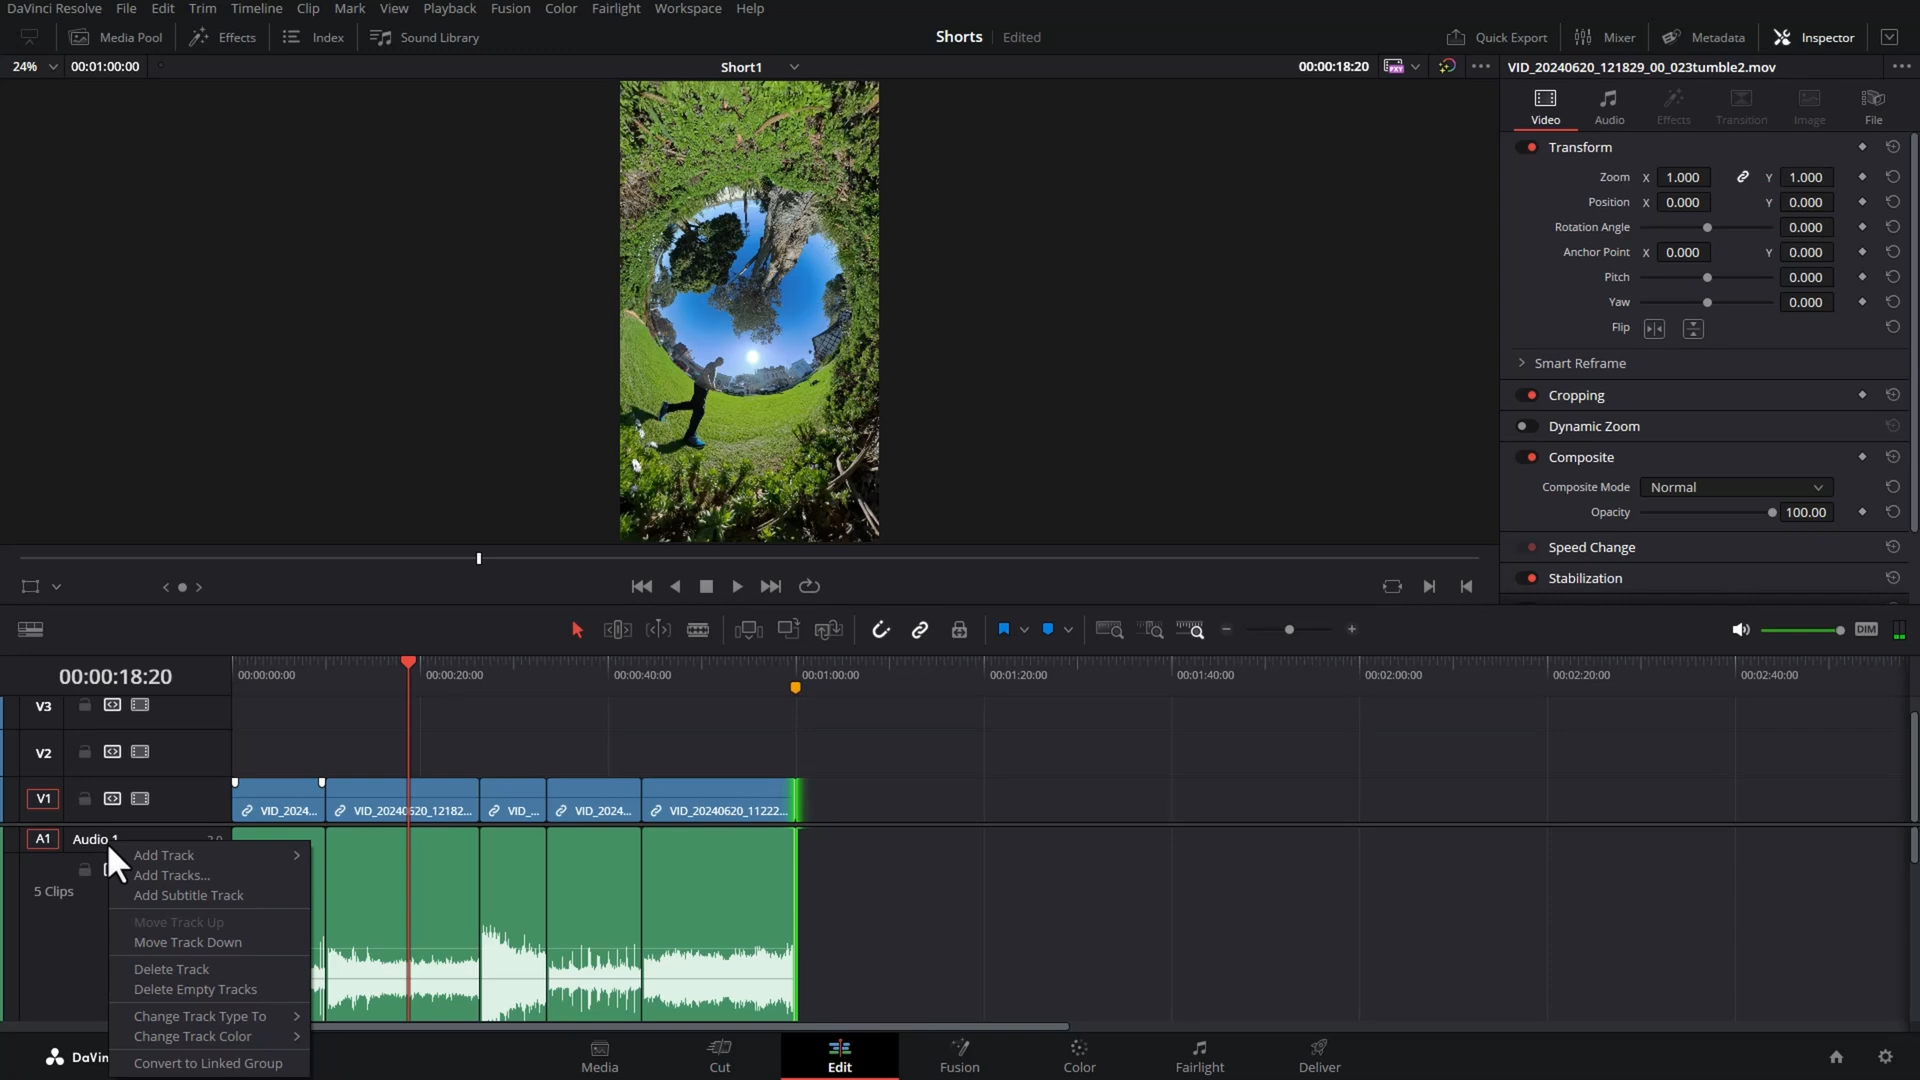 DaVinci Resolve File Edit Trim Timeline Clip Mark View Playback Fusion Color Fairlight Workspace Help
Media Pool Effects Index Sound Library Shorts Edited Quick Export Mixer Metadata Inspector
24% 00:01:00:00 Short1 00:00:18:20 PXY VID_20240620_121829_00_023tumble2.mov
Video Audio Effects Transition Image File
Transform
Zoom X 1.000 Y 1.000
Position X 0.000 Y 0.000
Rotation Angle 0.000
Anchor Point X 0.000 Y 0.000
Pitch 0.000
Yaw 0.000
Flip
Smart Reframe
Cropping
Dynamic Zoom
Composite
Composite Mode Normal
Opacity 100.00
Speed Change
Stabilization
DIM
00:00:18:20 00:00:00:00 00:00:20:00 00:00:40:00 00:01:00:00 00:01:20:00 00:01:40:00 00:02:00:00 00:02:20:00 00:02:40:00
V3
V2
V1 VID_2024... VID_20240620_12182... VID_... VID_2024... VID_20240620_11222...
A1 Audio 1 2.0
5 Clips
Add Track
Add Tracks...
Add Subtitle Track
Move Track Up
Move Track Down
Delete Track
Delete Empty Tracks
Change Track Type To
Change Track Color
Convert to Linked Group
DaVin
Media Cut Edit Fusion Color Fairlight Deliver